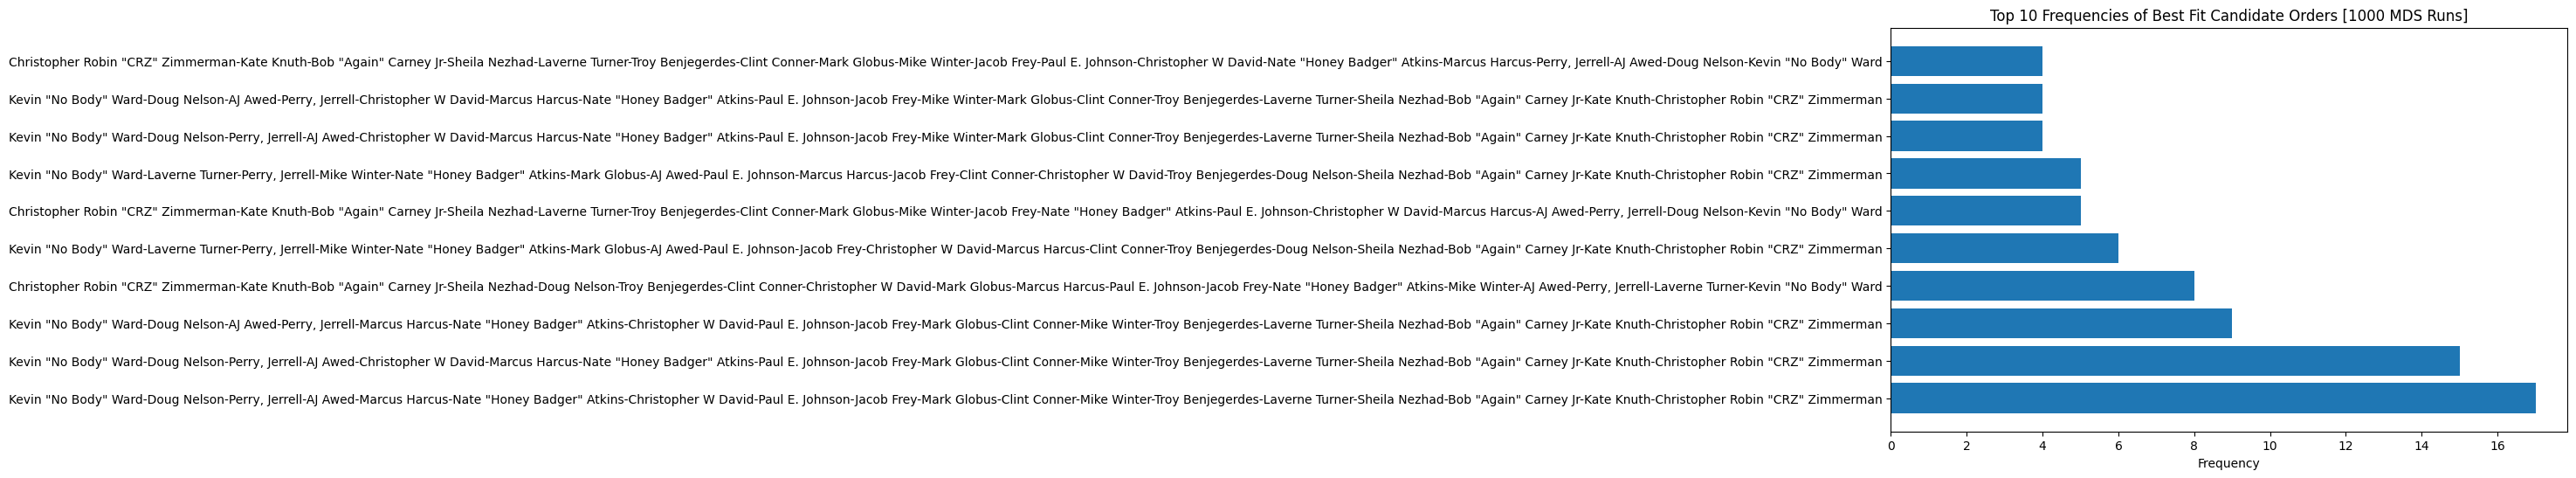 Top 10 Frequencies of Best Fit Candidate Orders [1000 MDS Runs]
Christopher Robin "CRZ" Zimmerman-Kate Knuth-Bob "Again" Carney Jr-Sheila Nezhad-Laverne Turner-Troy Benjegerdes-Clint Conner-Mark Globus-Mike Winter-Jacob Frey-Paul E. Johnson-Christopher W David-Nate "Honey Badger" Atkins-Marcus Harcus-Perry, Jerrell-AJ Awed-Doug Nelson-Kevin "No Body" Ward
Kevin "No Body" Ward-Doug Nelson-AJ Awed-Perry, Jerrell-Christopher W David-Marcus Harcus-Nate "Honey Badger" Atkins-Paul E. Johnson-Jacob Frey-Mike Winter-Mark Globus-Clint Conner-Troy Benjegerdes-Laverne Turner-Sheila Nezhad-Bob "Again" Carney Jr-Kate Knuth-Christopher Robin "CRZ" Zimmerman
Kevin "No Body" Ward-Doug Nelson-Perry, Jerrell-AJ Awed-Christopher W David-Marcus Harcus-Nate "Honey Badger" Atkins-Paul E. Johnson-Jacob Frey-Mike Winter-Mark Globus-Clint Conner-Troy Benjegerdes-Laverne Turner-Sheila Nezhad-Bob "Again" Carney Jr-Kate Knuth-Christopher Robin "CRZ" Zimmerman
Kevin "No Body" Ward-Laverne Turner-Perry, Jerrell-Mike Winter-Nate "Honey Badger" Atkins-Mark Globus-AJ Awed-Paul E. Johnson-Marcus Harcus-Jacob Frey-Clint Conner-Christopher W David-Troy Benjegerdes-Doug Nelson-Sheila Nezhad-Bob "Again" Carney Jr-Kate Knuth-Christopher Robin "CRZ" Zimmerman
Christopher Robin "CRZ" Zimmerman-Kate Knuth-Bob "Again" Carney Jr-Sheila Nezhad-Laverne Turner-Troy Benjegerdes-Clint Conner-Mark Globus-Mike Winter-Jacob Frey-Nate "Honey Badger" Atkins-Paul E. Johnson-Christopher W David-Marcus Harcus-AJ Awed-Perry, Jerrell-Doug Nelson-Kevin "No Body" Ward
Kevin "No Body" Ward-Laverne Turner-Perry, Jerrell-Mike Winter-Nate "Honey Badger" Atkins-Mark Globus-AJ Awed-Paul E. Johnson-Jacob Frey-Christopher W David-Marcus Harcus-Clint Conner-Troy Benjegerdes-Doug Nelson-Sheila Nezhad-Bob "Again" Carney Jr-Kate Knuth-Christopher Robin "CRZ" Zimmerman
Christopher Robin "CRZ" Zimmerman-Kate Knuth-Bob "Again" Carney Jr-Sheila Nezhad-Doug Nelson-Troy Benjegerdes-Clint Conner-Christopher W David-Mark Globus-Marcus Harcus-Paul E. Johnson-Jacob Frey-Nate "Honey Badger" Atkins-Mike Winter-AJ Awed-Perry, Jerrell-Laverne Turner-Kevin "No Body" Ward
Kevin "No Body" Ward-Doug Nelson-AJ Awed-Perry, Jerrell-Marcus Harcus-Nate "Honey Badger" Atkins-Christopher W David-Paul E. Johnson-Jacob Frey-Mark Globus-Clint Conner-Mike Winter-Troy Benjegerdes-Laverne Turner-Sheila Nezhad-Bob "Again" Carney Jr-Kate Knuth-Christopher Robin "CRZ" Zimmerman
Kevin "No Body" Ward-Doug Nelson-Perry, Jerrell-AJ Awed-Christopher W David-Marcus Harcus-Nate "Honey Badger" Atkins-Paul E. Johnson-Jacob Frey-Mark Globus-Clint Conner-Mike Winter-Troy Benjegerdes-Laverne Turner-Sheila Nezhad-Bob "Again" Carney Jr-Kate Knuth-Christopher Robin "CRZ" Zimmerman
Kevin "No Body" Ward-Doug Nelson-Perry, Jerrell-AJ Awed-Marcus Harcus-Nate "Honey Badger" Atkins-Christopher W David-Paul E. Johnson-Jacob Frey-Mark Globus-Clint Conner-Mike Winter-Troy Benjegerdes-Laverne Turner-Sheila Nezhad-Bob "Again" Carney Jr-Kate Knuth-Christopher Robin "CRZ" Zimmerman
0 2 4 6 8 10 12 14 16
Frequency